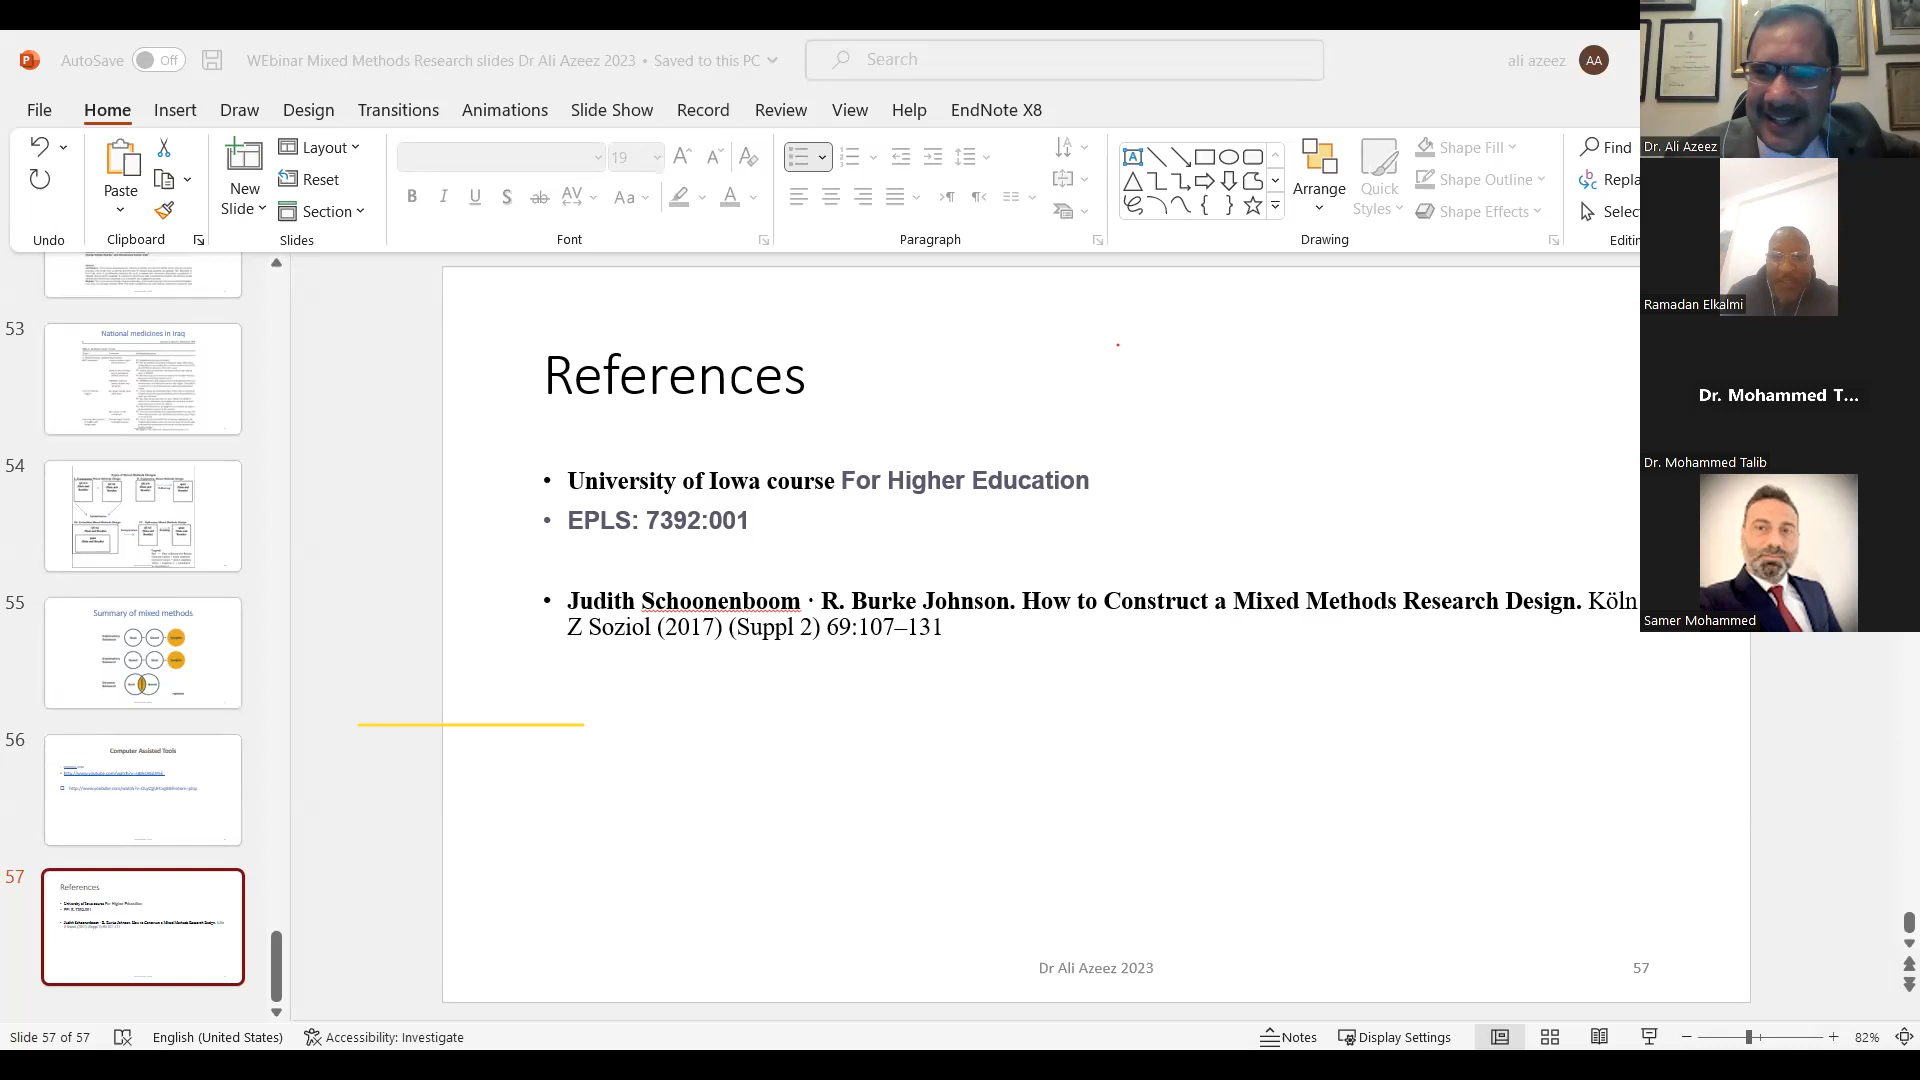 AutoSave Off WEbinar Mixed Methods Research slides Dr Ali Azeez 2023 • Saved to this PC Search ali azeez AA
File Home Insert Draw Design Transitions Animations Slide Show Record Review View Help EndNote X8
Undo
Paste
Clipboard
New Slide
Layout
Reset
Section
Slides
19
B I U S ab AV Aa A
Font
Paragraph
Arrange
Quick Styles
Shape Fill
Shape Outline
Shape Effects
Drawing
Find
Dr. Ali Azeez
Ramadan Elkalmi
Dr. Mohammed T...
Dr. Mohammed Talib
Samer Mohammed
53
National medicines in Iraq
54
55
Summary of mixed methods
56
Computer Assisted Tools
57
References
References
• University of Iowa course For Higher Education
• EPLS: 7392:001
• Judith Schoonenboom · R. Burke Johnson. How to Construct a Mixed Methods Research Design. Köln
Z Soziol (2017) (Suppl 2) 69:107–131
Dr Ali Azeez 2023 57
Slide 57 of 57 English (United States) Accessibility: Investigate Notes Display Settings 82%